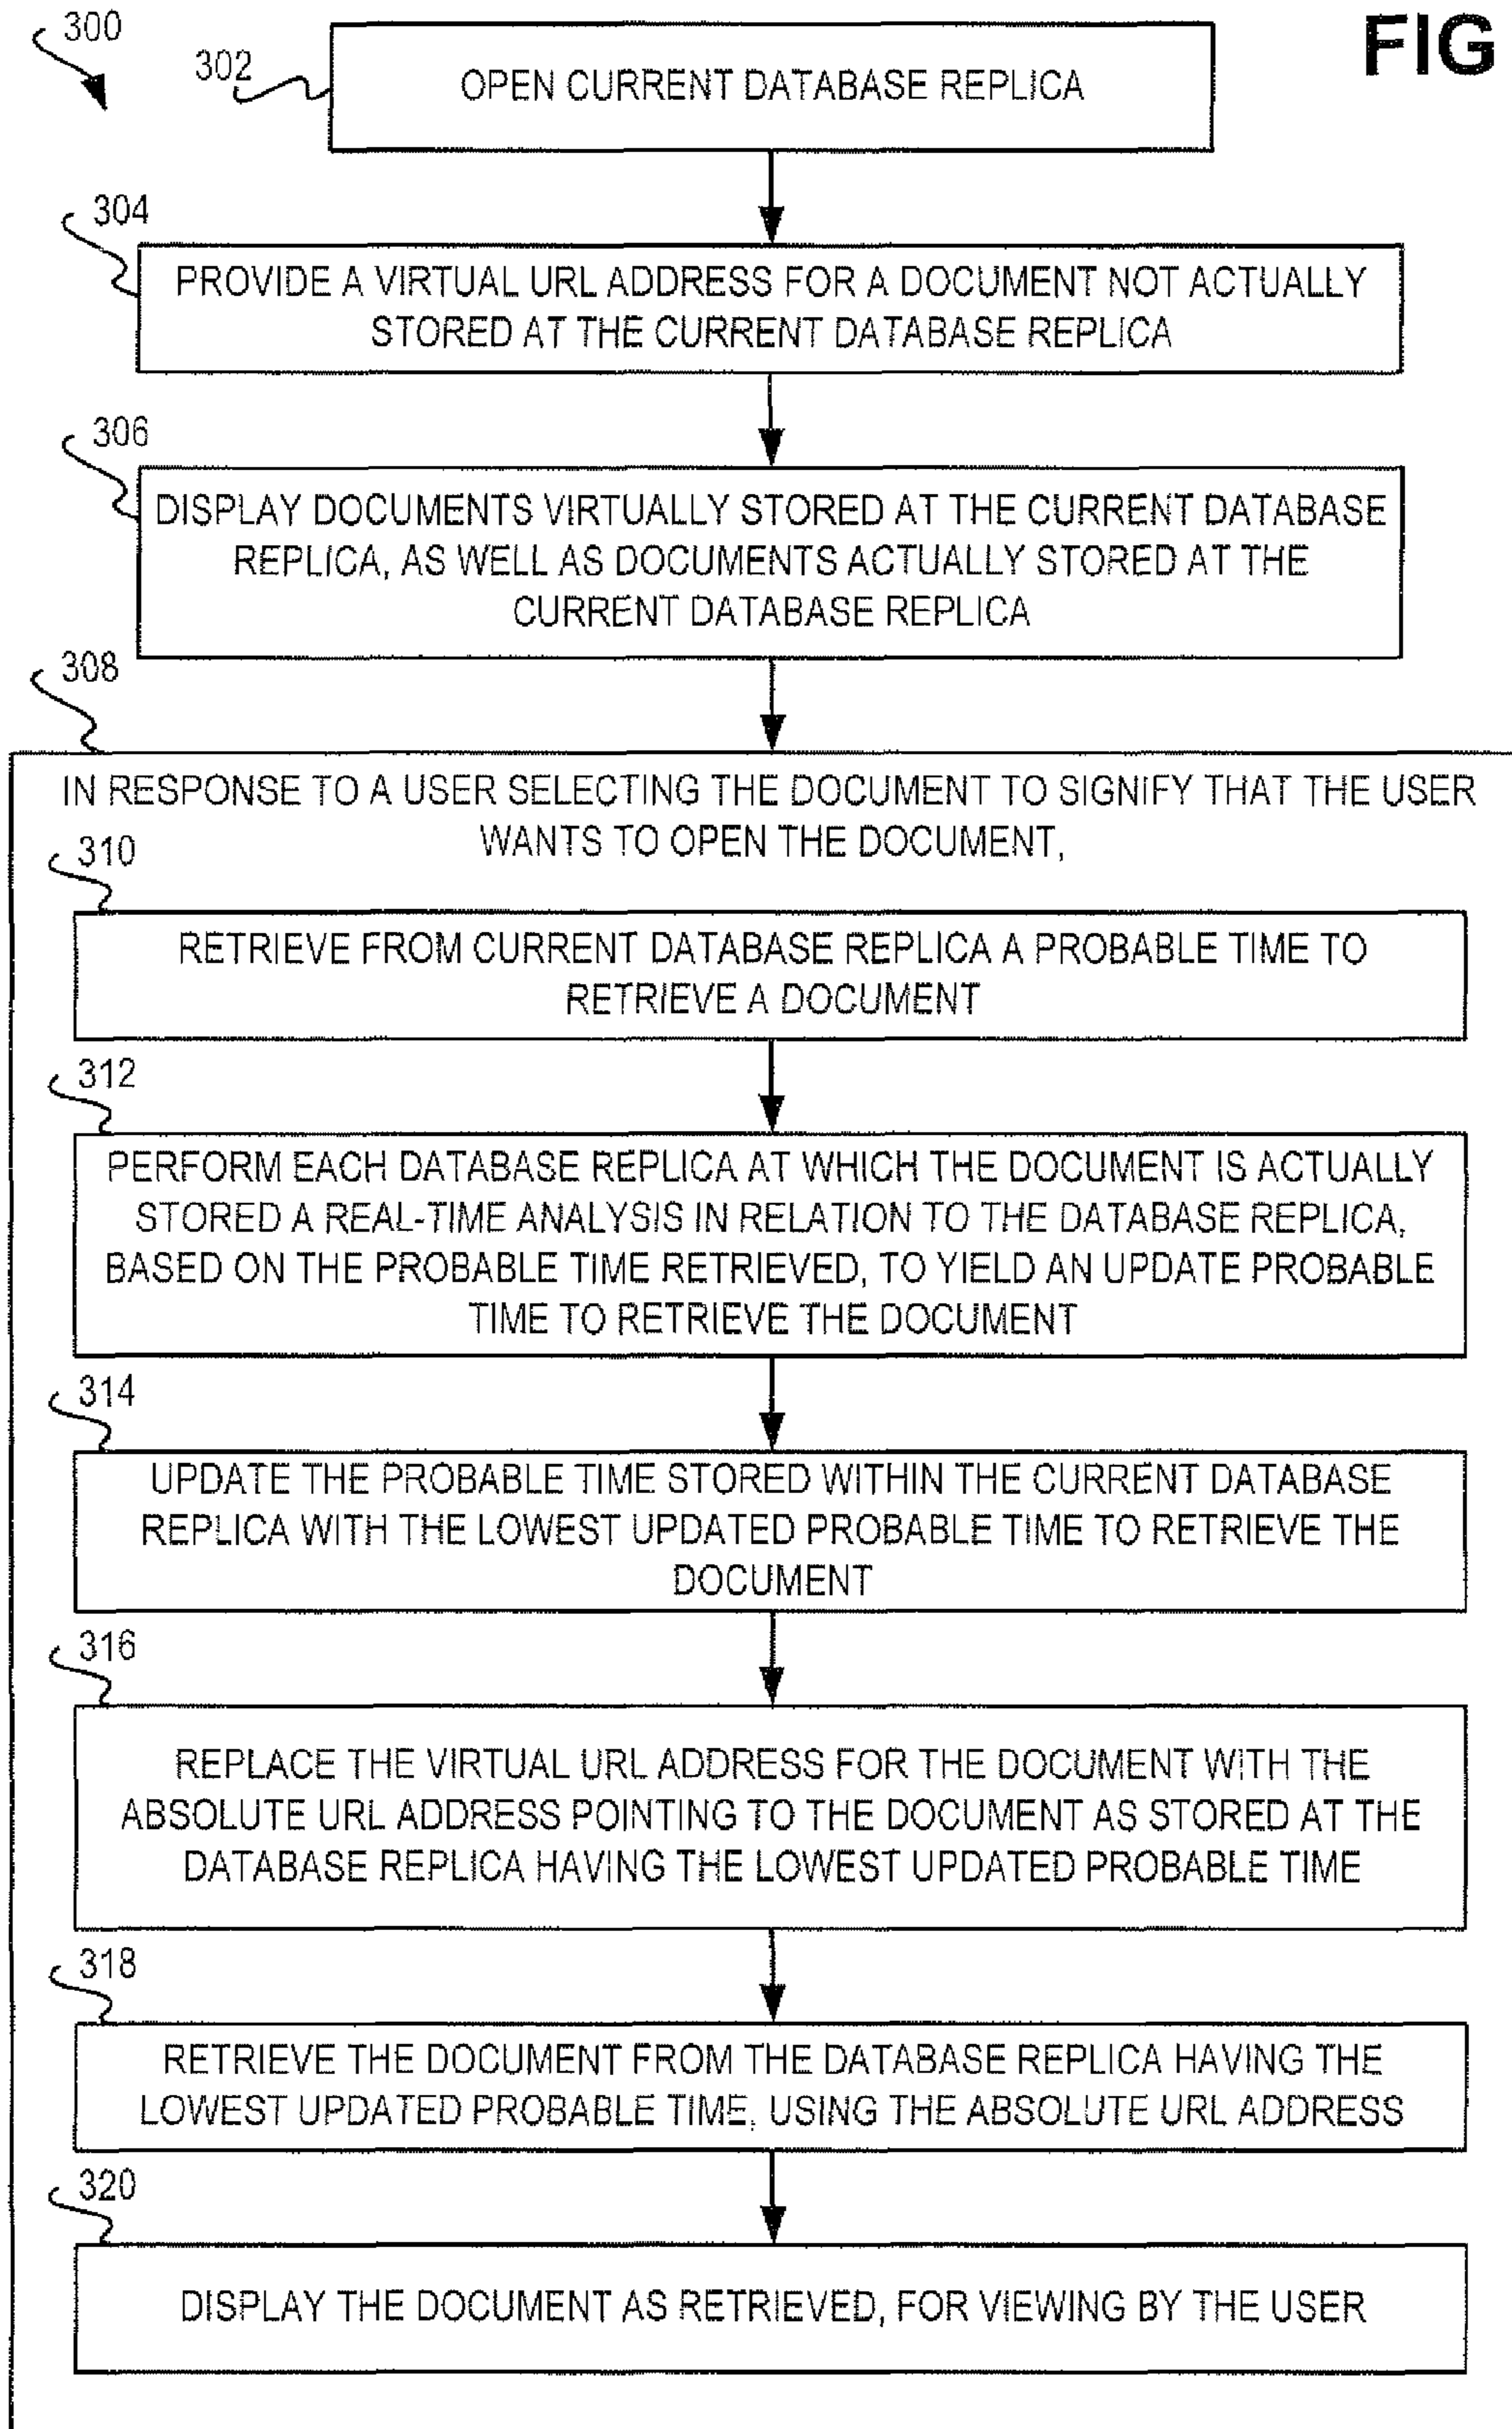 300
FIG
302
OPEN CURRENT DATABASE REPLICA
304
PROVIDE A VIRTUAL URL ADDRESS FOR A DOCUMENT NOT ACTUALLY
STORED AT THE CURRENT DATABASE REPLICA
306
DISPLAY DOCUMENTS VIRTUALLY STORED AT THE CURRENT DATABASE
REPLICA, AS WELL AS DOCUMENTS ACTUALLY STORED AT THE
CURRENT DATABASE REPLICA
308
IN RESPONSE TO A USER SELECTING THE DOCUMENT TO SIGNIFY THAT THE USER
WANTS TO OPEN THE DOCUMENT,
310
RETRIEVE FROM CURRENT DATABASE REPLICA A PROBABLE TIME TO
RETRIEVE A DOCUMENT
312
PERFORM EACH DATABASE REPLICA AT WHICH THE DOCUMENT IS ACTUALLY
STORED A REAL-TIME ANALYSIS IN RELATION TO THE DATABASE REPLICA,
BASED ON THE PROBABLE TIME RETRIEVED, TO YIELD AN UPDATE PROBABLE
TIME TO RETRIEVE THE DOCUMENT
314
UPDATE THE PROBABLE TIME STORED WITHIN THE CURRENT DATABASE
REPLICA WITH THE LOWEST UPDATED PROBABLE TIME TO RETRIEVE THE
DOCUMENT
316
REPLACE THE VIRTUAL URL ADDRESS FOR THE DOCUMENT WITH THE
ABSOLUTE URL ADDRESS POINTING TO THE DOCUMENT AS STORED AT THE
DATABASE REPLICA HAVING THE LOWEST UPDATED PROBABLE TIME
318
RETRIEVE THE DOCUMENT FROM THE DATABASE REPLICA HAVING THE
LOWEST UPDATED PROBABLE TIME, USING THE ABSOLUTE URL ADDRESS
320
DISPLAY THE DOCUMENT AS RETRIEVED, FOR VIEWING BY THE USER